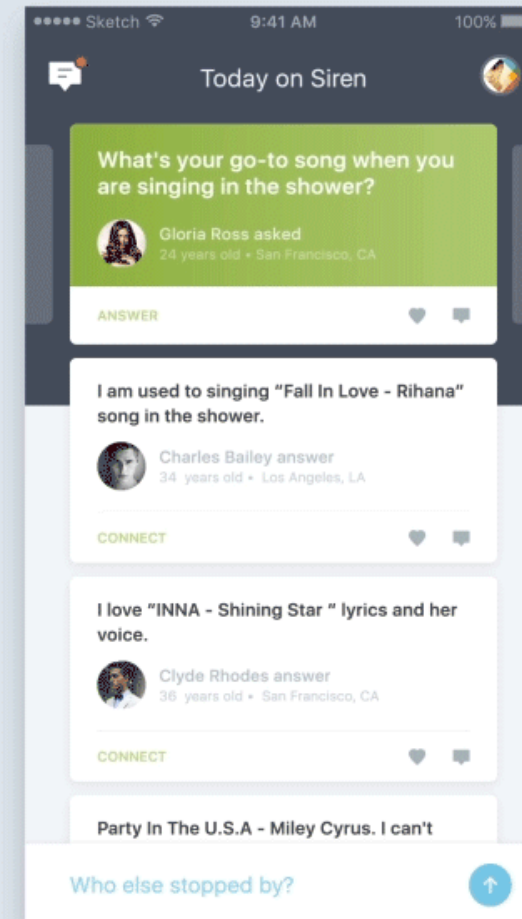 Sketch 9:41 AM 100%
Today on Siren
What's your go-to song when you
are singing in the shower?
Gloria Ross asked
24 years old • San Francisco, CA
ANSWER
I am used to singing “Fall In Love - Rihana”
song in the shower.
Charles Bailey answer
34 years old • Los Angeles, LA
CONNECT
I love “INNA - Shining Star “ lyrics and her
voice.
Clyde Rhodes answer
36 years old • San Francisco, CA
CONNECT
Party In The U.S.A - Miley Cyrus. I can't
Who else stopped by?